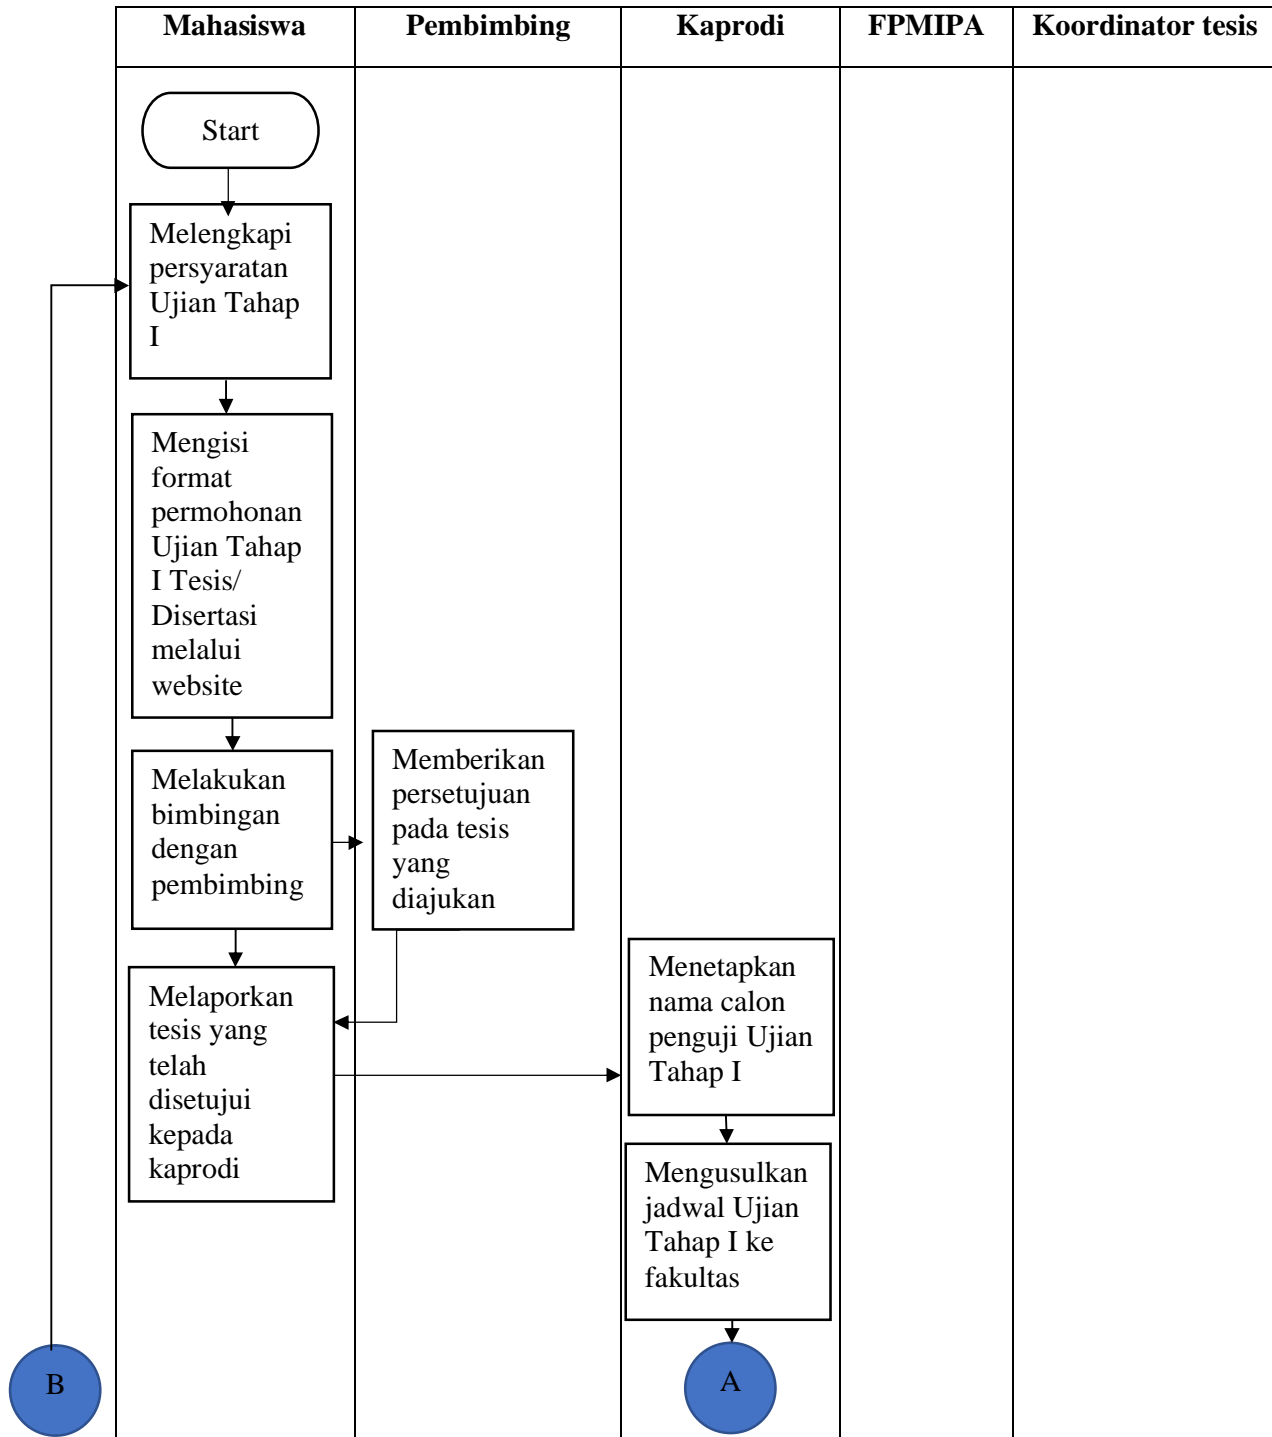 Mahasiswa
Pembimbing
Kaprodi
FPMIPA
Koordinator tesis
Start
Melengkapi
persyaratan
Ujian Tahap
I
Mengisi
format
permohonan
Ujian Tahap
I Tesis/
Disertasi
melalui
website
Melakukan
bimbingan
dengan
pembimbing
Memberikan
persetujuan
pada tesis
yang
diajukan
Melaporkan
tesis yang
telah
disetujui
kepada
kaprodi
Menetapkan
nama calon
penguji Ujian
Tahap I
Mengusulkan
jadwal Ujian
Tahap I ke
fakultas
B
A